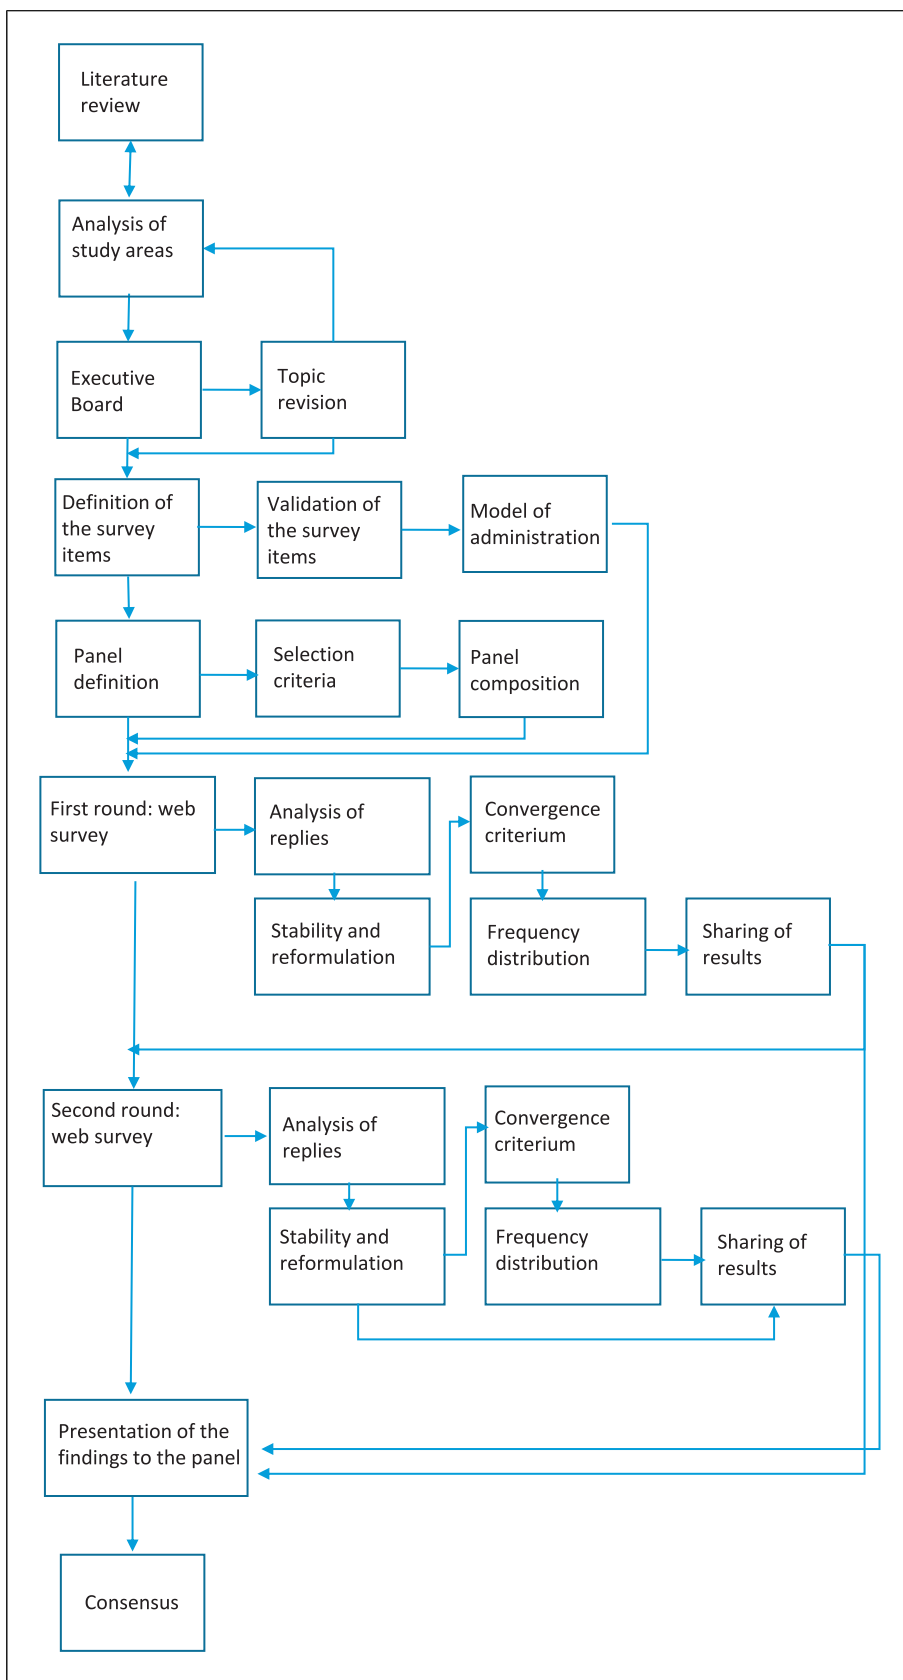 Literature
review
Analysis of
study areas
Executive
Board
Topic
revision
Definition of
the survey
items
Validation of
the survey
items
Model of
administration
Panel
definition
Selection
criteria
Panel
composition
First round: web
survey
Analysis of
replies
Convergence
criterium
Stability and
reformulation
Frequency
distribution
Sharing of
results
Second round:
web survey
Analysis of
replies
Convergence
criterium
Stability and
reformulation
Frequency
distribution
Sharing of
results
Presentation of the
findings to the panel
Consensus